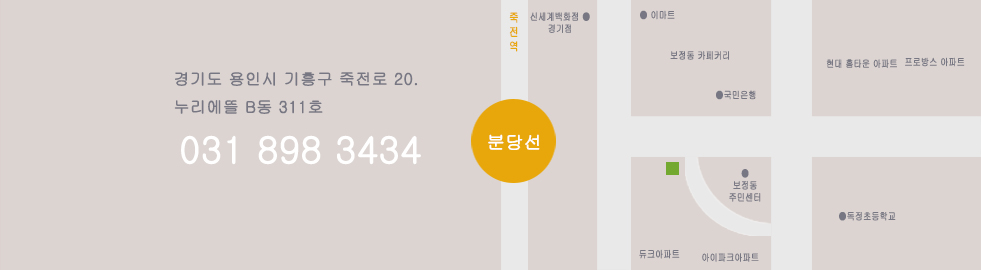 경기도 용인시 기흥구 죽전로 20.
누리에뜰 B동 311호
031 898 3434
죽전역
분당선
신세계백화점
경기점
이마트
보정동 카페커리
국민은행
현대 홈타운 아파트
프로방스 아파트
보정동
주민센터
독정초등학교
듀크아파트
아이파크아파트